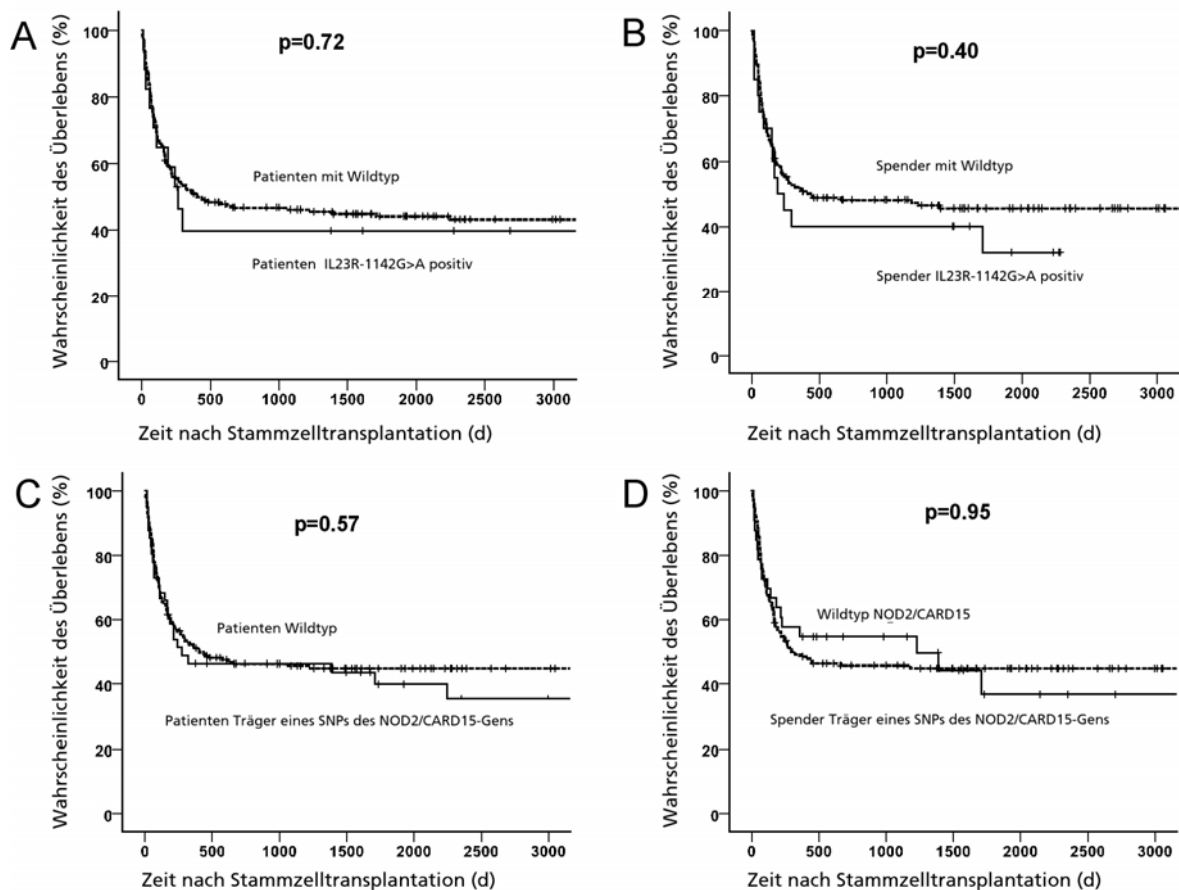 A
p=0.72
Wahrscheinlichkeit des Überlebens (%)
100
80
60
40
20
0
Patienten mit Wildtyp
Patienten IL23R-1142G>A positiv
0 500 1000 1500 2000 2500 3000
Zeit nach Stammzelltransplantation (d)
B
p=0.40
Wahrscheinlichkeit des Überlebens (%)
100
80
60
40
20
0
Spender mit Wildtyp
Spender IL23R-1142G>A positiv
0 500 1000 1500 2000 2500 3000
Zeit nach Stammzelltransplantation (d)
C
p=0.57
Wahrscheinlichkeit des Überlebens (%)
100
80
60
40
20
0
Patienten Wildtyp
Patienten Träger eines SNPs des NOD2/CARD15-Gens
0 500 1000 1500 2000 2500 3000
Zeit nach Stammzelltransplantation (d)
D
p=0.95
Wahrscheinlichkeit des Überlebens (%)
100
80
60
40
20
0
Wildtyp NOD2/CARD15
Spender Träger eines SNPs des NOD2/CARD15-Gens
0 500 1000 1500 2000 2500 3000
Zeit nach Stammzelltransplantation (d)